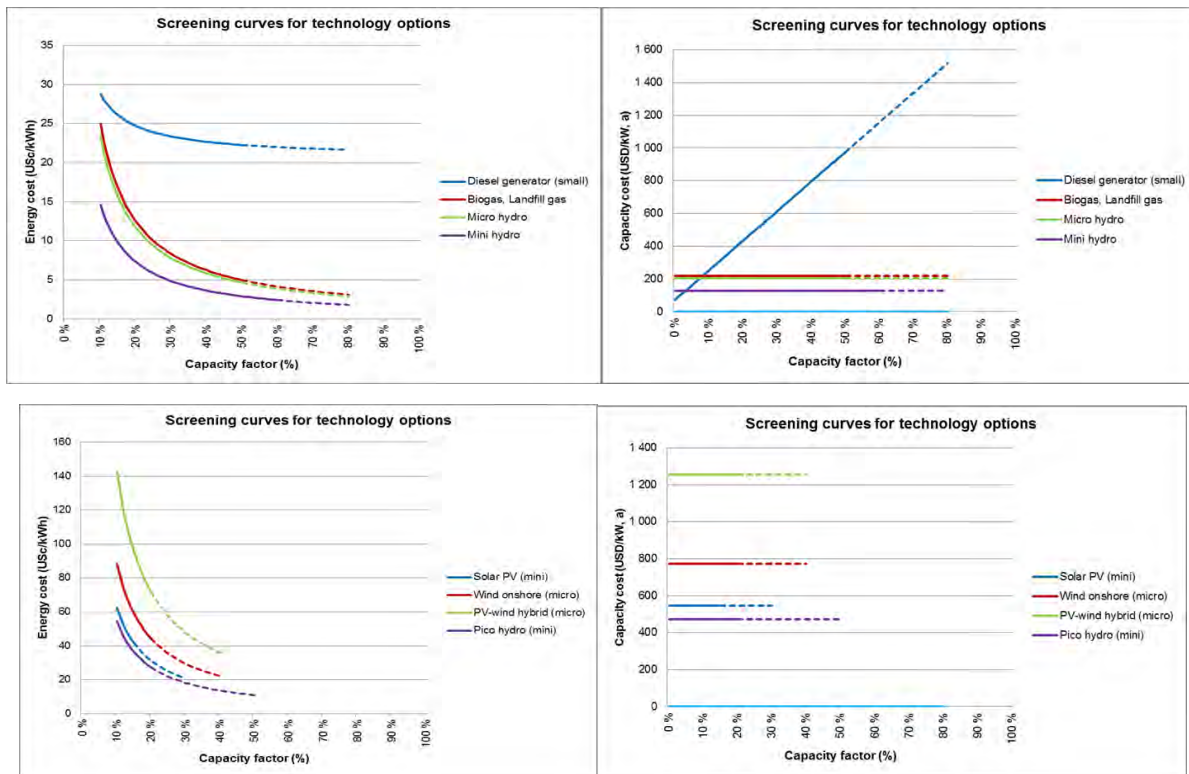 Screening curves for technology options
Energy cost (USc/kWh)
35
30
25
20
15
10
5
0
0 %
10 %
20 %
30 %
40 %
50 %
60 %
70 %
80 %
90 %
100 %
Capacity factor (%)
Diesel generator (small)
Biogas, Landfill gas
Micro hydro
Mini hydro
Screening curves for technology options
Capacity cost (USD/kW, a)
1 600
1 400
1 200
1 000
800
600
400
200
0
0 %
10 %
20 %
30 %
40 %
50 %
60 %
70 %
80 %
90 %
100 %
Capacity factor (%)
Diesel generator (small)
Biogas, Landfill gas
Micro hydro
Mini hydro
Screening curves for technology options
Energy cost (USc/kWh)
160
140
120
100
80
60
40
20
0
0 %
10 %
20 %
30 %
40 %
50 %
60 %
70 %
80 %
90 %
100 %
Capacity factor (%)
Solar PV (mini)
Wind onshore (micro)
PV-wind hybrid (micro)
Pico hydro (mini)
Screening curves for technology options
Capacity cost (USD/kW, a)
1 400
1 200
1 000
800
600
400
200
0
0 %
10 %
20 %
30 %
40 %
50 %
60 %
70 %
80 %
90 %
100 %
Capacity factor (%)
Solar PV (mini)
Wind onshore (micro)
PV-wind hybrid (micro)
Pico hydro (mini)